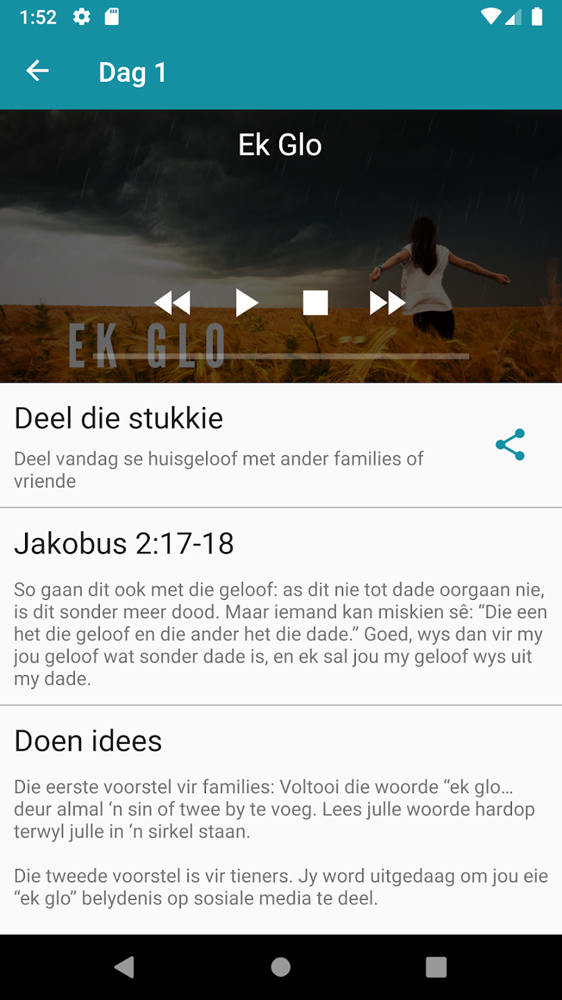 1:52
Dag 1
Ek Glo
EK GLO
Deel die stukkie
Deel vandag se huisgeloof met ander families of
vriende
Jakobus 2:17-18
So gaan dit ook met die geloof: as dit nie tot dade oorgaan nie,
is dit sonder meer dood. Maar iemand kan miskien sê: “Die een
het die geloof en die ander het die dade.” Goed, wys dan vir my
jou geloof wat sonder dade is, en ek sal jou my geloof wys uit
my dade.
Doen idees
Die eerste voorstel vir families: Voltooi die woorde “ek glo…
deur almal ‘n sin of twee by te voeg. Lees julle woorde hardop
terwyl julle in ‘n sirkel staan.
Die tweede voorstel is vir tieners. Jy word uitgedaag om jou eie
“ek glo” belydenis op sosiale media te deel.